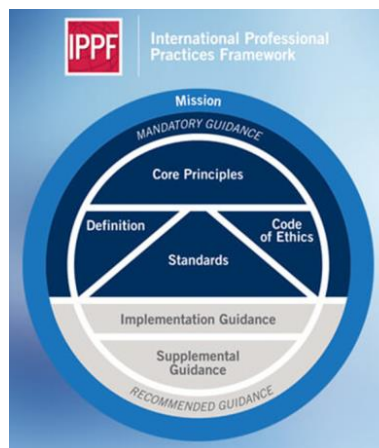 IPPF
International Professional
Practices Framework
Mission
MANDATORY GUIDANCE
Core Principles
Definition
Code
of Ethics
Standards
Implementation Guidance
Supplemental
Guidance
RECOMMENDED GUIDANCE